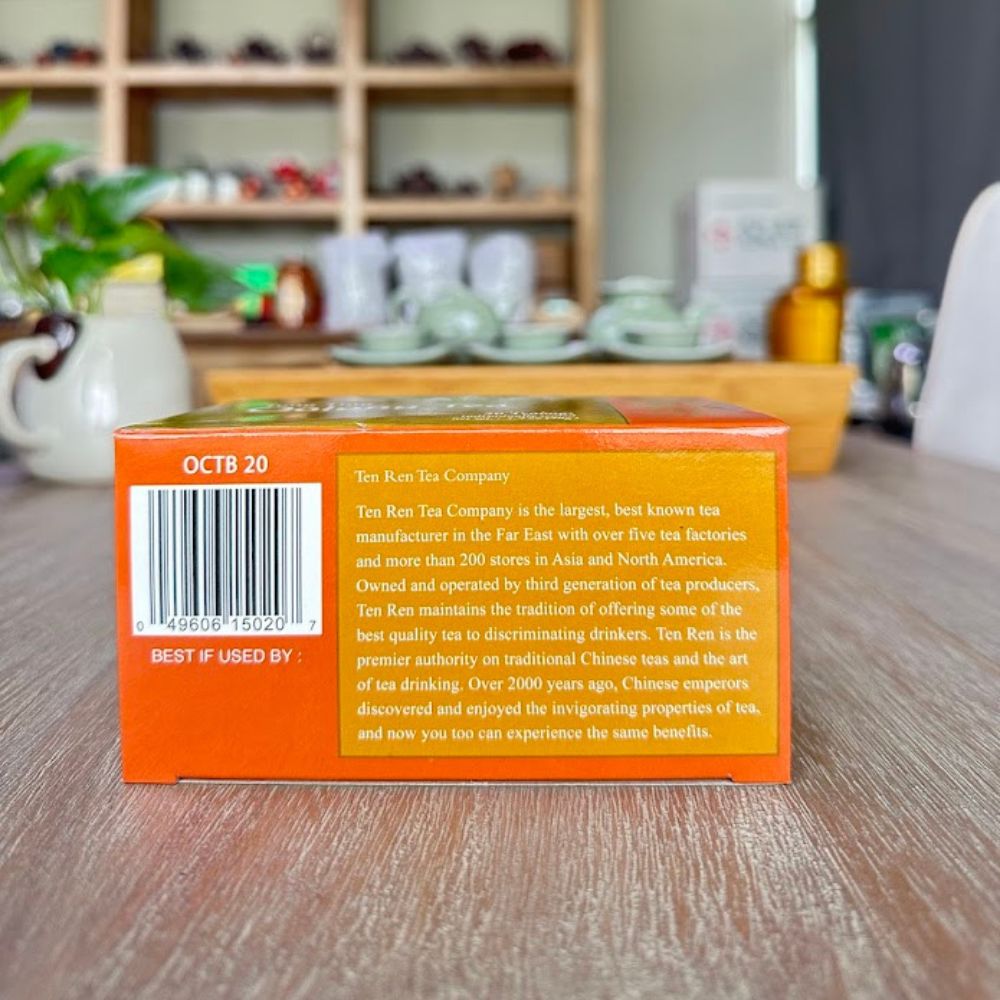 OCTB 20
0 49606 15020 7
BEST IF USED BY :
Ten Ren Tea Company
Ten Ren Tea Company is the largest, best known tea
manufacturer in the Far East with over five tea factories
and more than 200 stores in Asia and North America.
Owned and operated by third generation of tea producers,
Ten Ren maintains the tradition of offering some of the
best quality tea to discriminating drinkers. Ten Ren is the
premier authority on traditional Chinese teas and the art
of tea drinking. Over 2000 years ago, Chinese emperors
discovered and enjoyed the invigorating properties of tea,
and now you too can experience the same benefits.